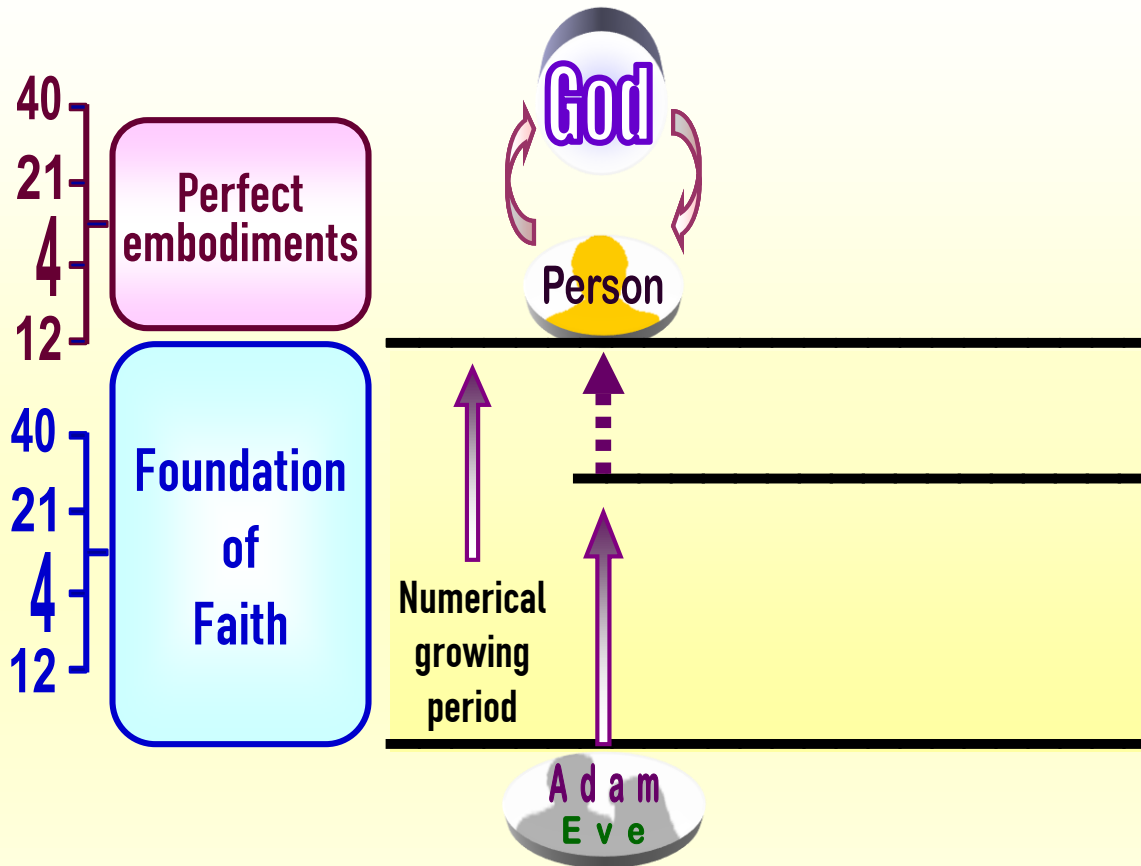 God
40
21
4
12
Perfect
embodiments
Person
40
21
4
12
Foundation
of
Faith
Numerical
growing
period
Adam
Eve